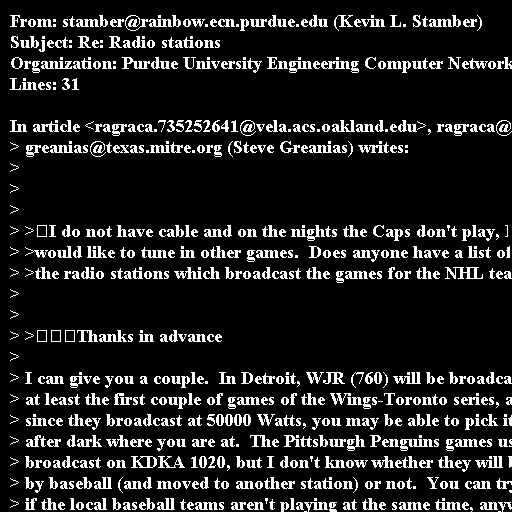 From: stamber@rainbow.ecn.purdue.edu (Kevin L. Stamber)
Subject: Re: Radio stations
Organization: Purdue University Engineering Computer Network
Lines: 31

In article <ragraca.735252641@vela.acs.oakland.edu>, ragraca@
> greanias@texas.mitre.org (Steve Greanias) writes:
>
>
>
> >I do not have cable and on the nights the Caps don't play,
> >would like to tune in other games.  Does anyone have a list of
> >the radio stations which broadcast the games for the NHL
>
>
> >Thanks in advance
>
> I can give you a couple.  In Detroit, WJR (760) will be
> at least the first couple of games of the Wings-Toronto series,
> since they broadcast at 50000 Watts, you may be able to pick it
> after dark where you are at.  The Pittsburgh Penguins games
> broadcast on KDKA 1020, but I don't know whether they will
> by baseball (and moved to another station) or not.  You can try
> if the local baseball teams aren't playing at the same time,